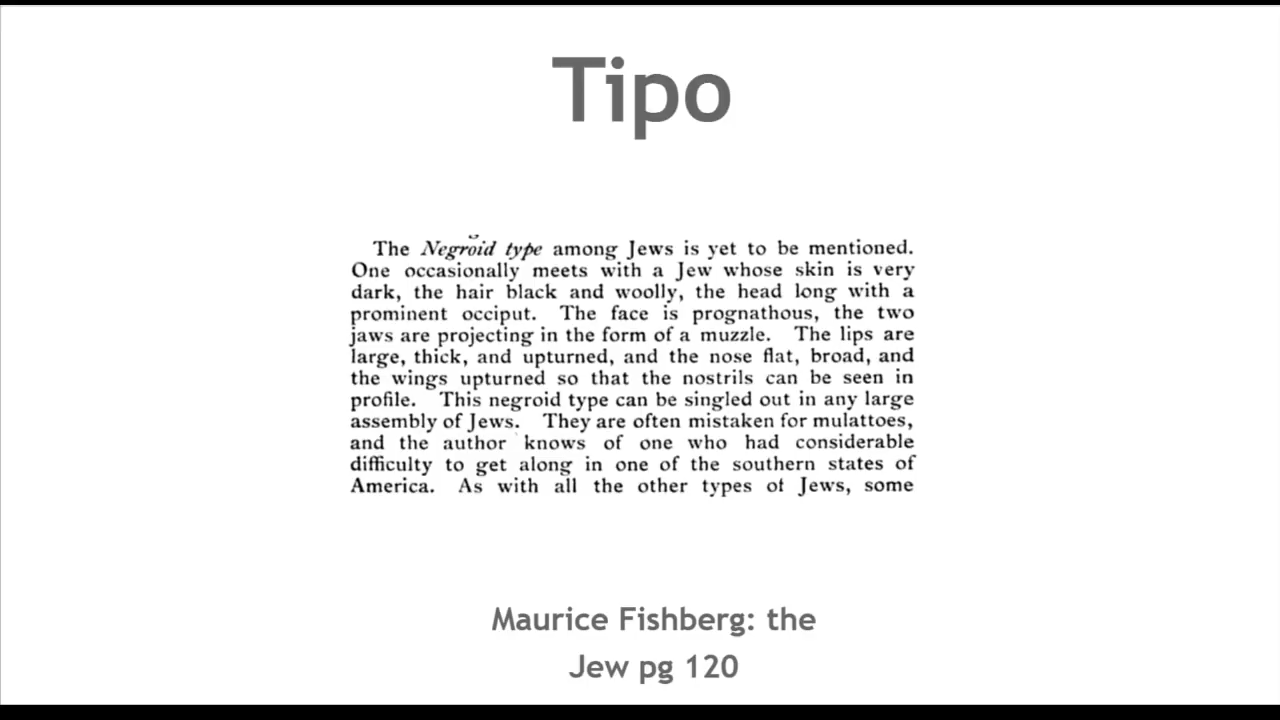 Tipo
The Negroid type among Jews is yet to be mentioned.
One occasionally meets with a Jew whose skin is very
dark, the hair black and woolly, the head long with a
prominent occiput. The face is prognathous, the two
jaws are projecting in the form of a muzzle. The lips are
large, thick, and upturned, and the nose flat, broad, and
the wings upturned so that the nostrils can be seen in
profile. This negroid type can be singled out in any large
assembly of Jews. They are often mistaken for mulattoes,
and the author knows of one who had considerable
difficulty to get along in one of the southern states of
America. As with all the other types of Jews, some
Maurice Fishberg: the
Jew pg 120